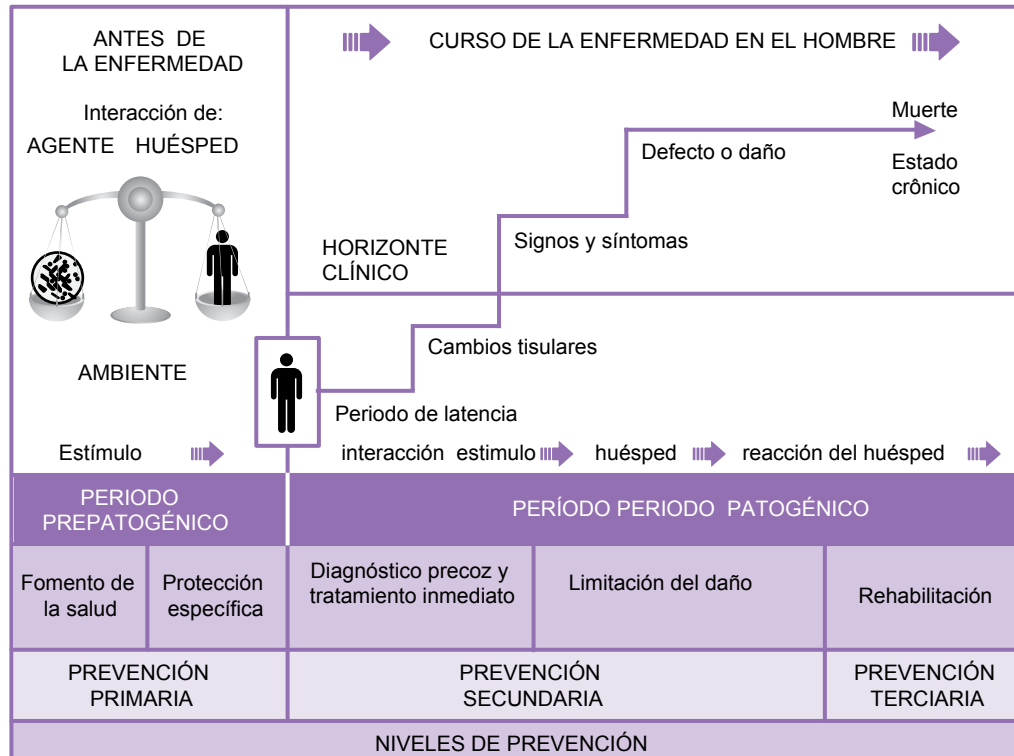 ANTES DE
LA ENFERMEDAD
Interacción de:
AGENTE HUÉSPED
AMBIENTE
Estímulo
CURSO DE LA ENFERMEDAD EN EL HOMBRE
Muerte
Defecto o daño
Estado
crônico
Signos y síntomas
HORIZONTE
CLÍNICO
Cambios tisulares
Periodo de latencia
interacción estimulo huésped reacción del huésped
PERIODO
PREPATOGÉNICO
PERÍODO PERIODO PATOGÉNICO
Fomento de
la salud
Protección
específica
Diagnóstico precoz y
tratamiento inmediato
Limitación del daño
Rehabilitación
PREVENCIÓN
PRIMARIA
PREVENCIÓN
SECUNDARIA
PREVENCIÓN
TERCIARIA
NIVELES DE PREVENCIÓN